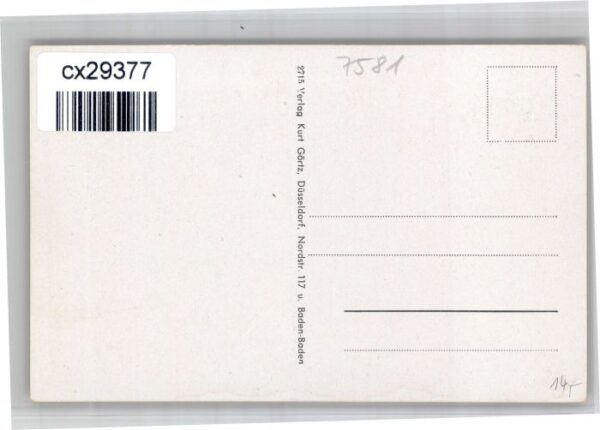 cx29377
7581
2715 Verlag Kurt Görtz, Düsseldorf, Nordstr. 117 u. Baden-Baden
14,-